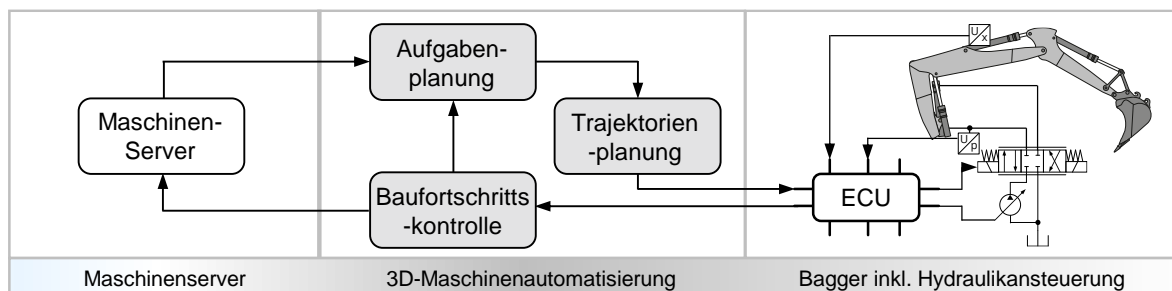 Aufgaben-
planung
Maschinen-
Server
Trajektorien
-planung
Baufortschritts
-kontrolle
U
x
U
p
ECU
Maschinenserver
3D-Maschinenautomatisierung
Bagger inkl. Hydraulikansteuerung